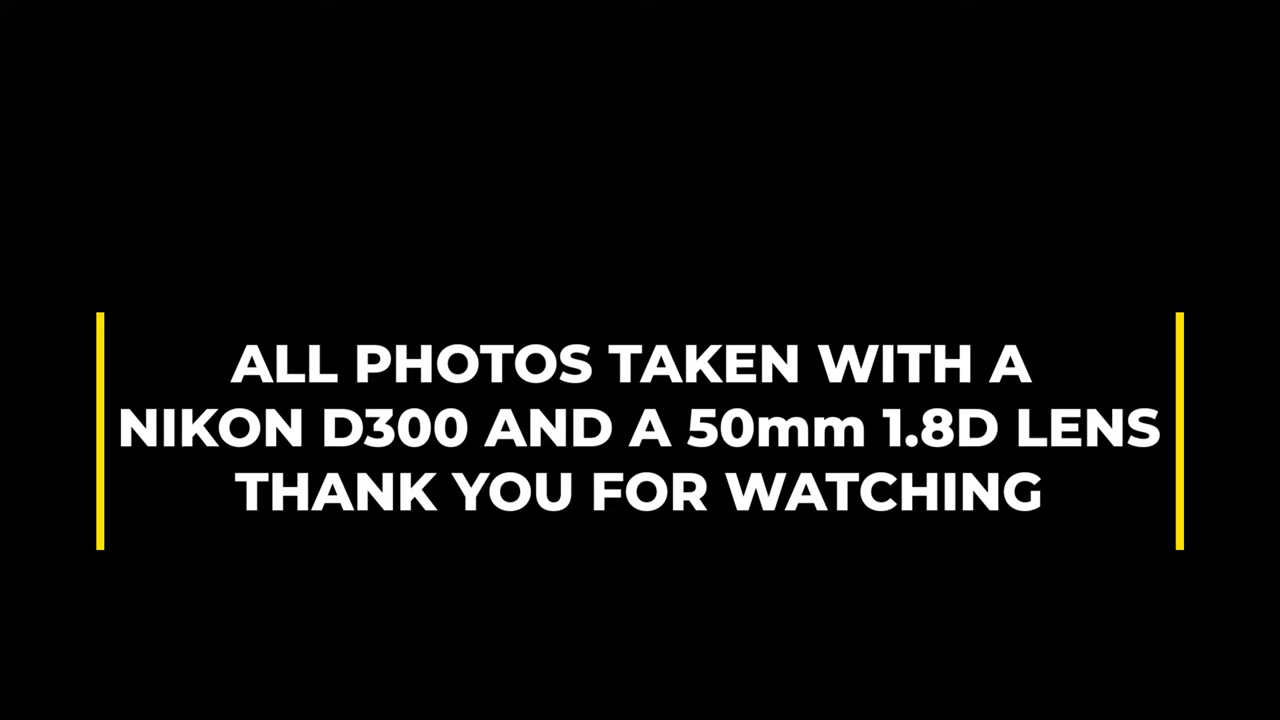 ALL PHOTOS TAKEN WITH A
NIKON D300 AND A 50mm 1.8D LENS
THANK YOU FOR WATCHING